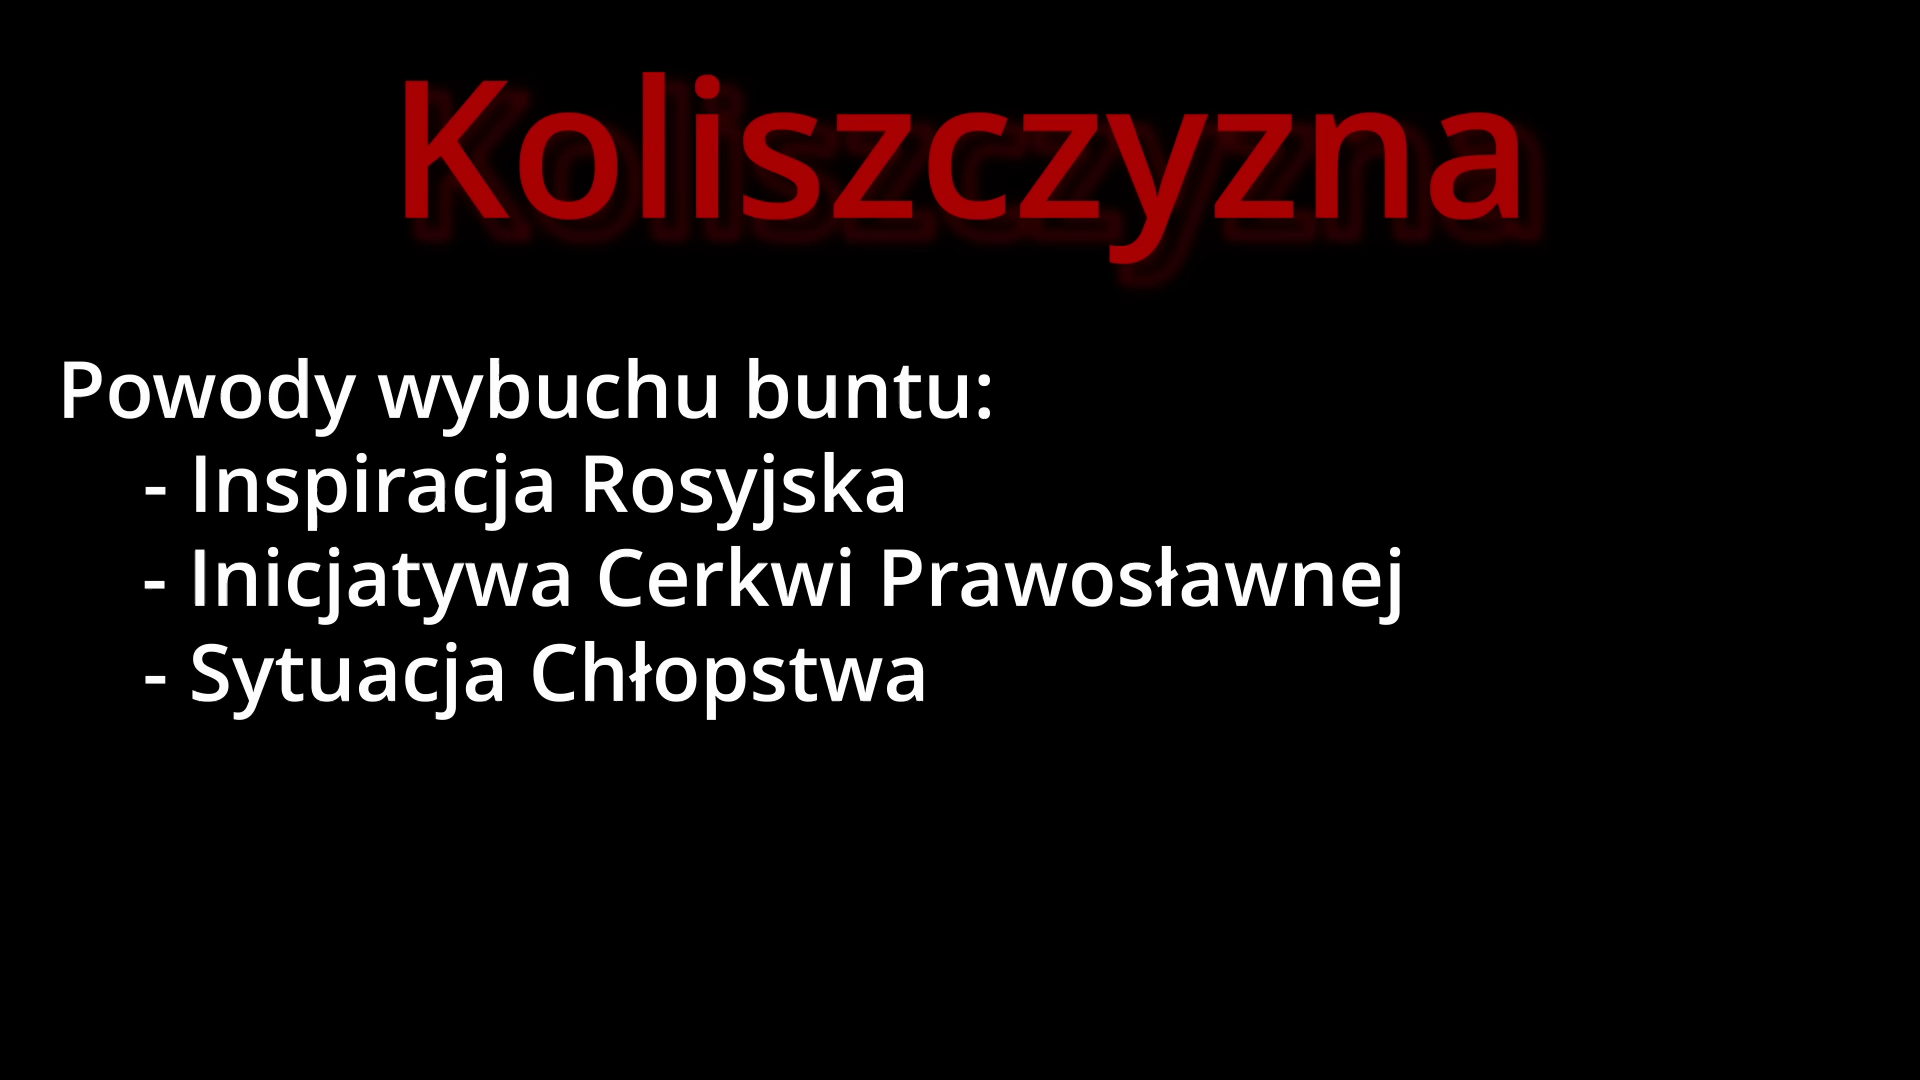 Koliszczyzna
Powody wybuchu buntu:
- Inspiracja Rosyjska
- Inicjatywa Cerkwi Prawosławnej
- Sytuacja Chłopstwa